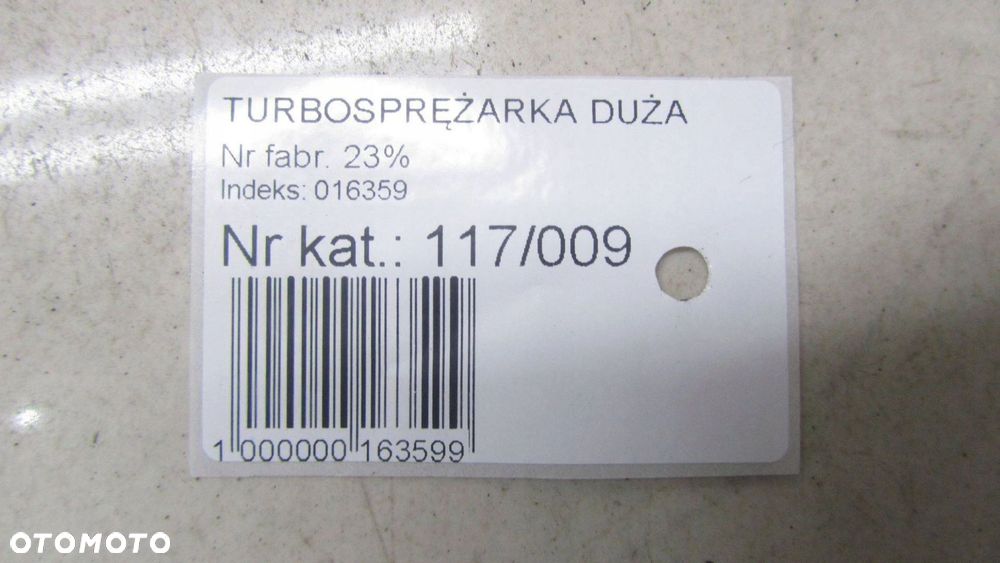 TURBOSPRĘŻARKA DUŻA
Nr fabr. 23%
Indeks: 016359
Nr kat.: 117/009
1 000000 163599
OTOMOTO